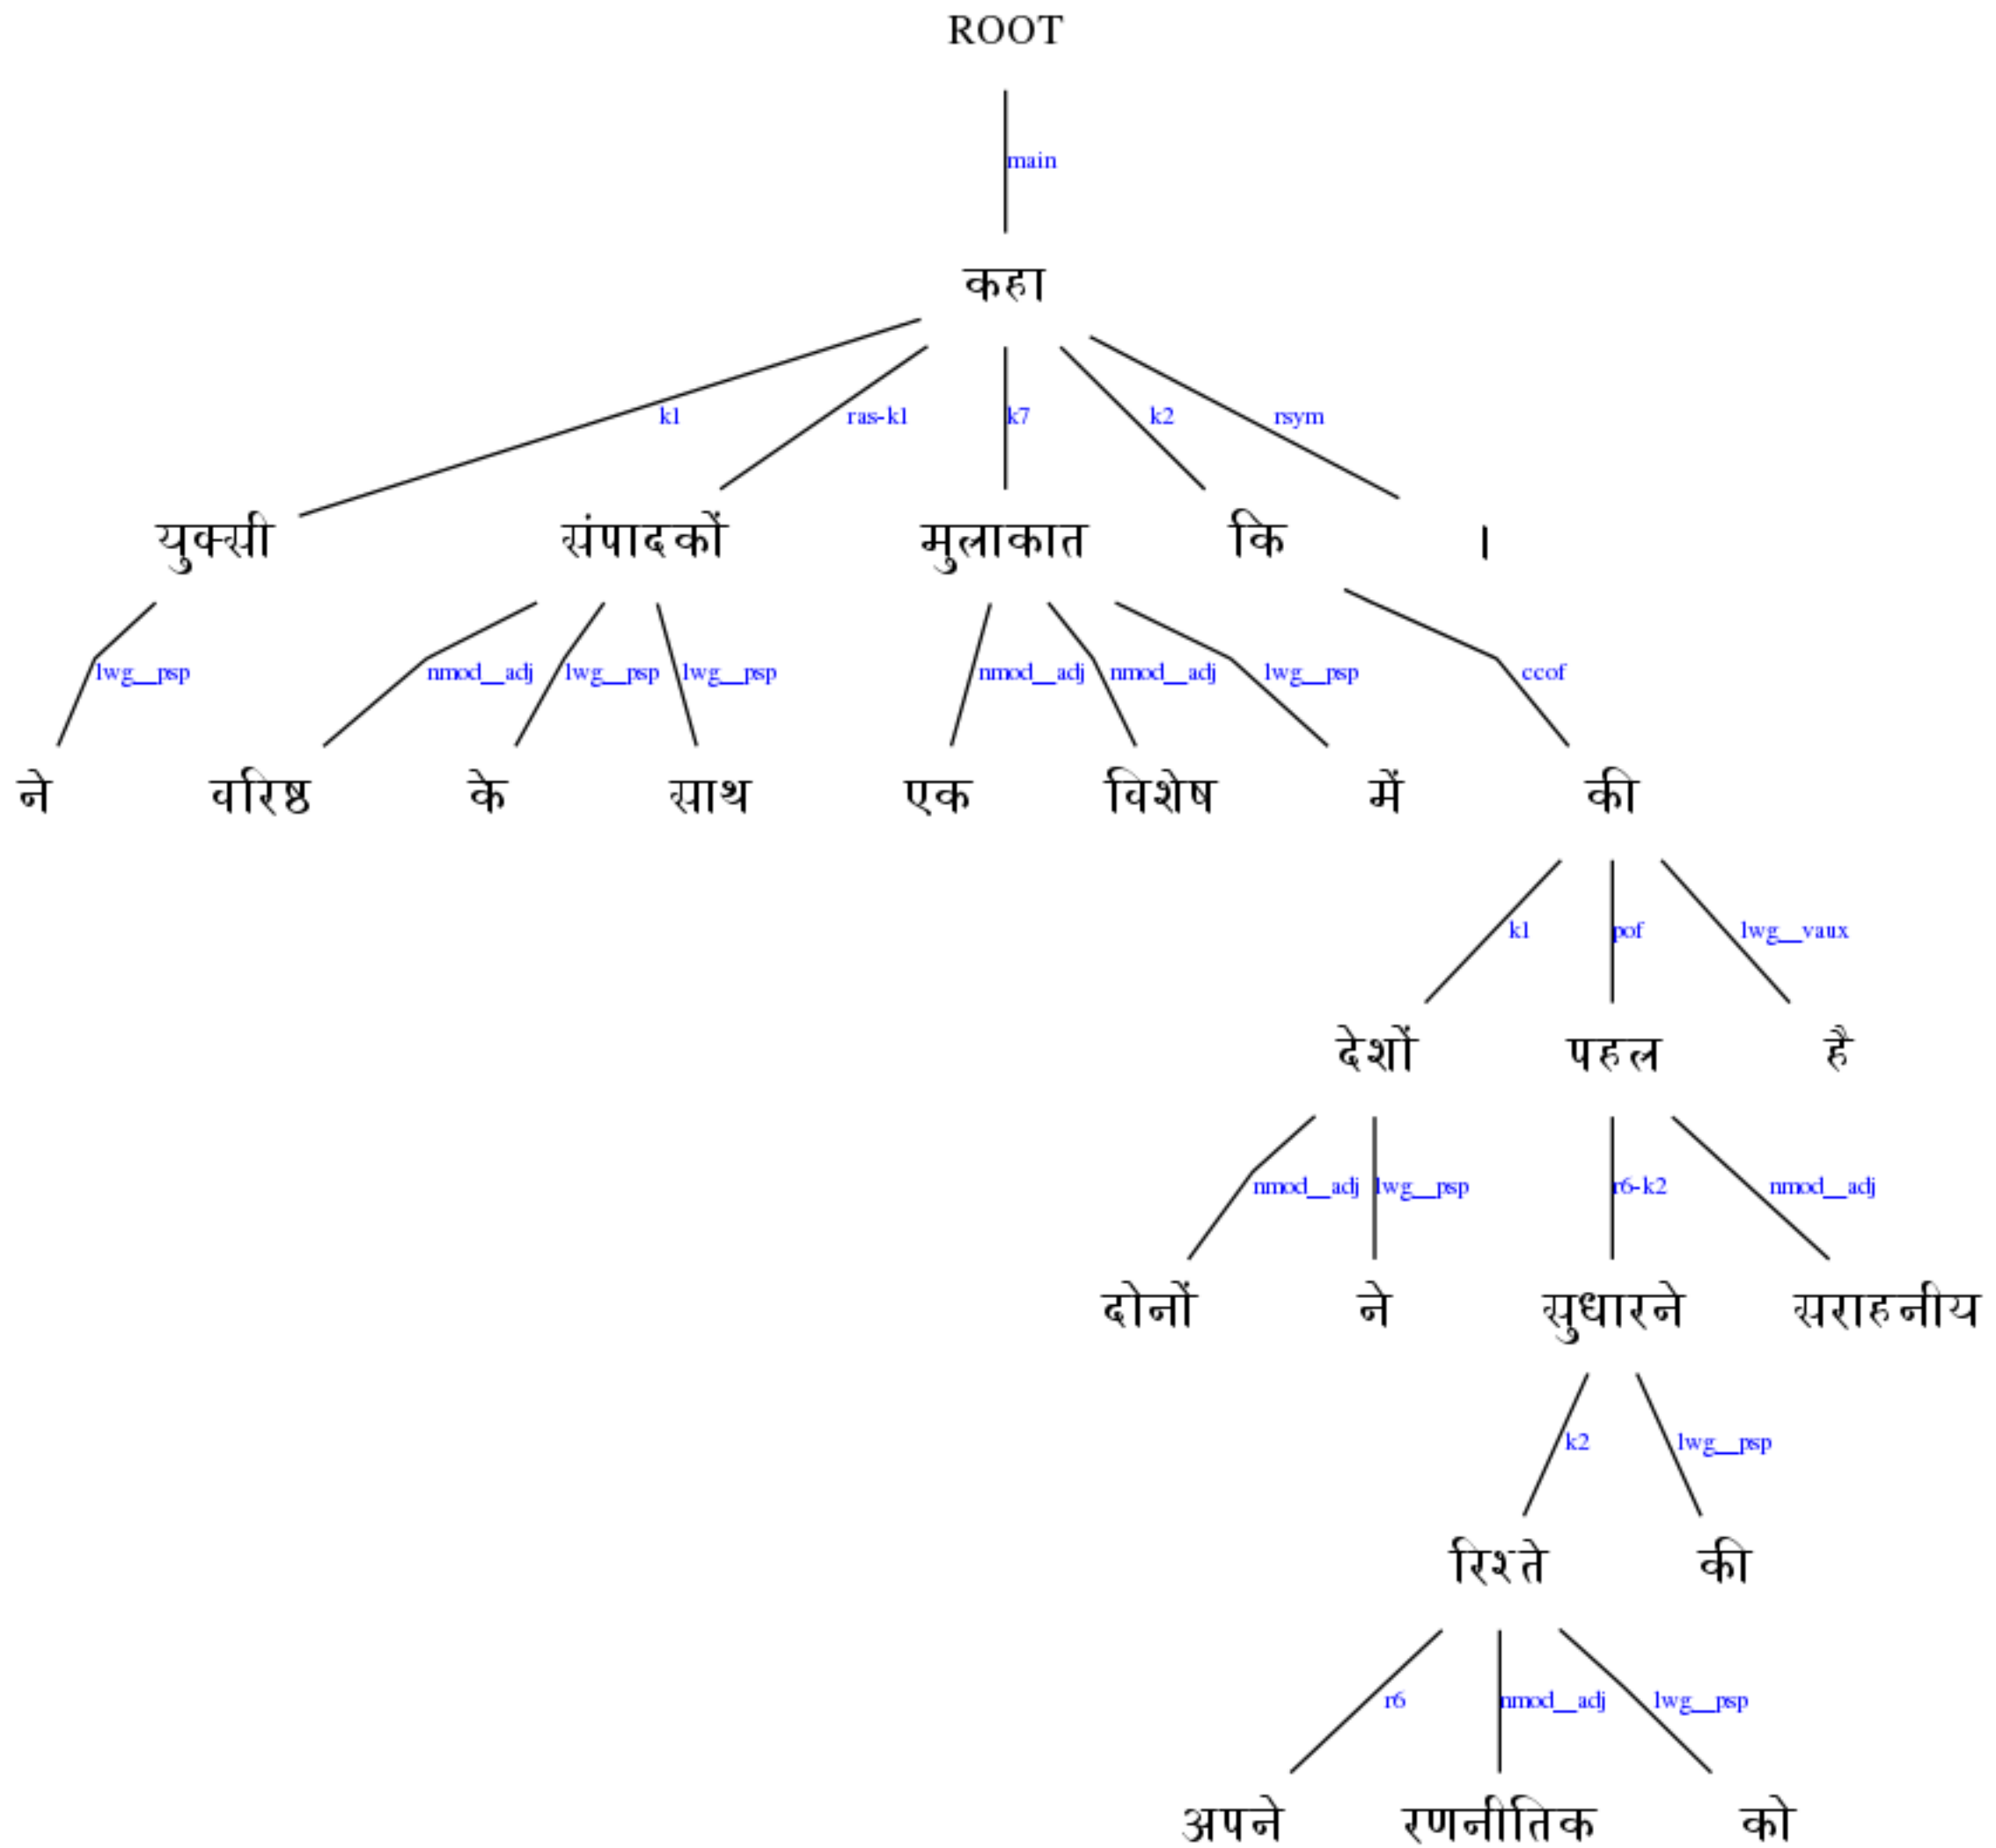 ROOT
main
कहा
k1 ras-k1 k7 k2 rsym
युक्सी संपादकों मुलाकात कि ।
lwg__psp nmod__adj lwg__psp lwg__psp nmod__adj nmod__adj lwg__psp ccof
ने वरिष्ठ के साथ एक विशेष में की
k1 pof lwg__vaux
देशों पहल है
nmod__adj lwg__psp r6-k2 nmod__adj
दोनों ने सुधारने सराहनीय
k2 lwg__psp
रिश्ते की
r6 nmod__adj lwg__psp
अपने रणनीतिक को